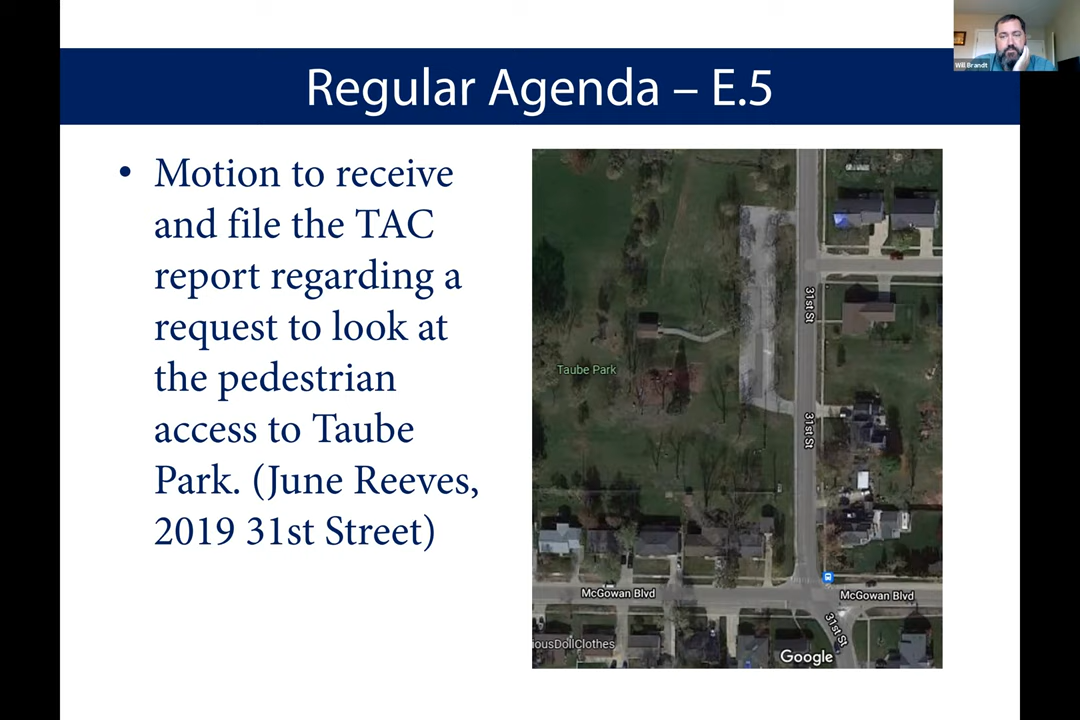 Will Brandt
Regular Agenda – E.5
• Motion to receive
and file the TAC
report regarding a
request to look at
the pedestrian
access to Taube
Park. (June Reeves,
2019 31st Street)
31st St
Taube Park
31st St
McGowan Blvd
McGowan Blvd
31st St
iousDollClothes
Google